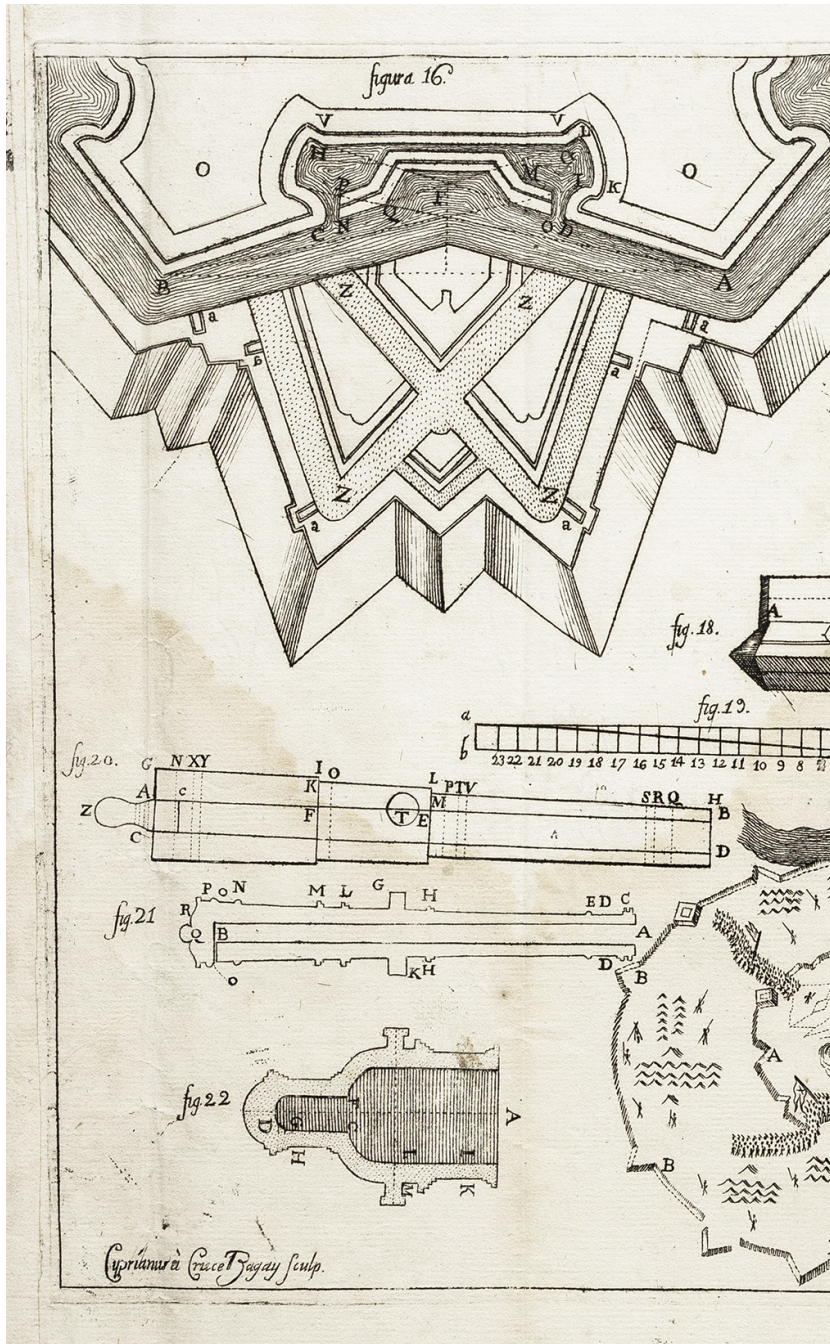 figura 16.
V V
H G L
O M I K O
P F
Q
C N O D
B A
Z Z
a a
a a
Z Z
a a
fig. 18.
A
fig. 19.
a
b
23 22 21 20 19 18 17 16 15 14 13 12 11 10 9 8
fig. 20.
G N X Y I O L P T V S R Q H
A c K M B
Z F T E
C D
fig. 21
P O N M L G H E D C
R
Q B A
O K H D B
A
fig. 22
F A
D G C
H I L
M K
B
Cyprianus à Cruce Bagay Sculp.